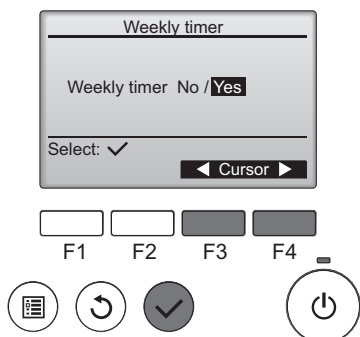 Weekly timer
Weekly timer No / Yes
Select: ✓
◀ Cursor ▶
F1 F2 F3 F4